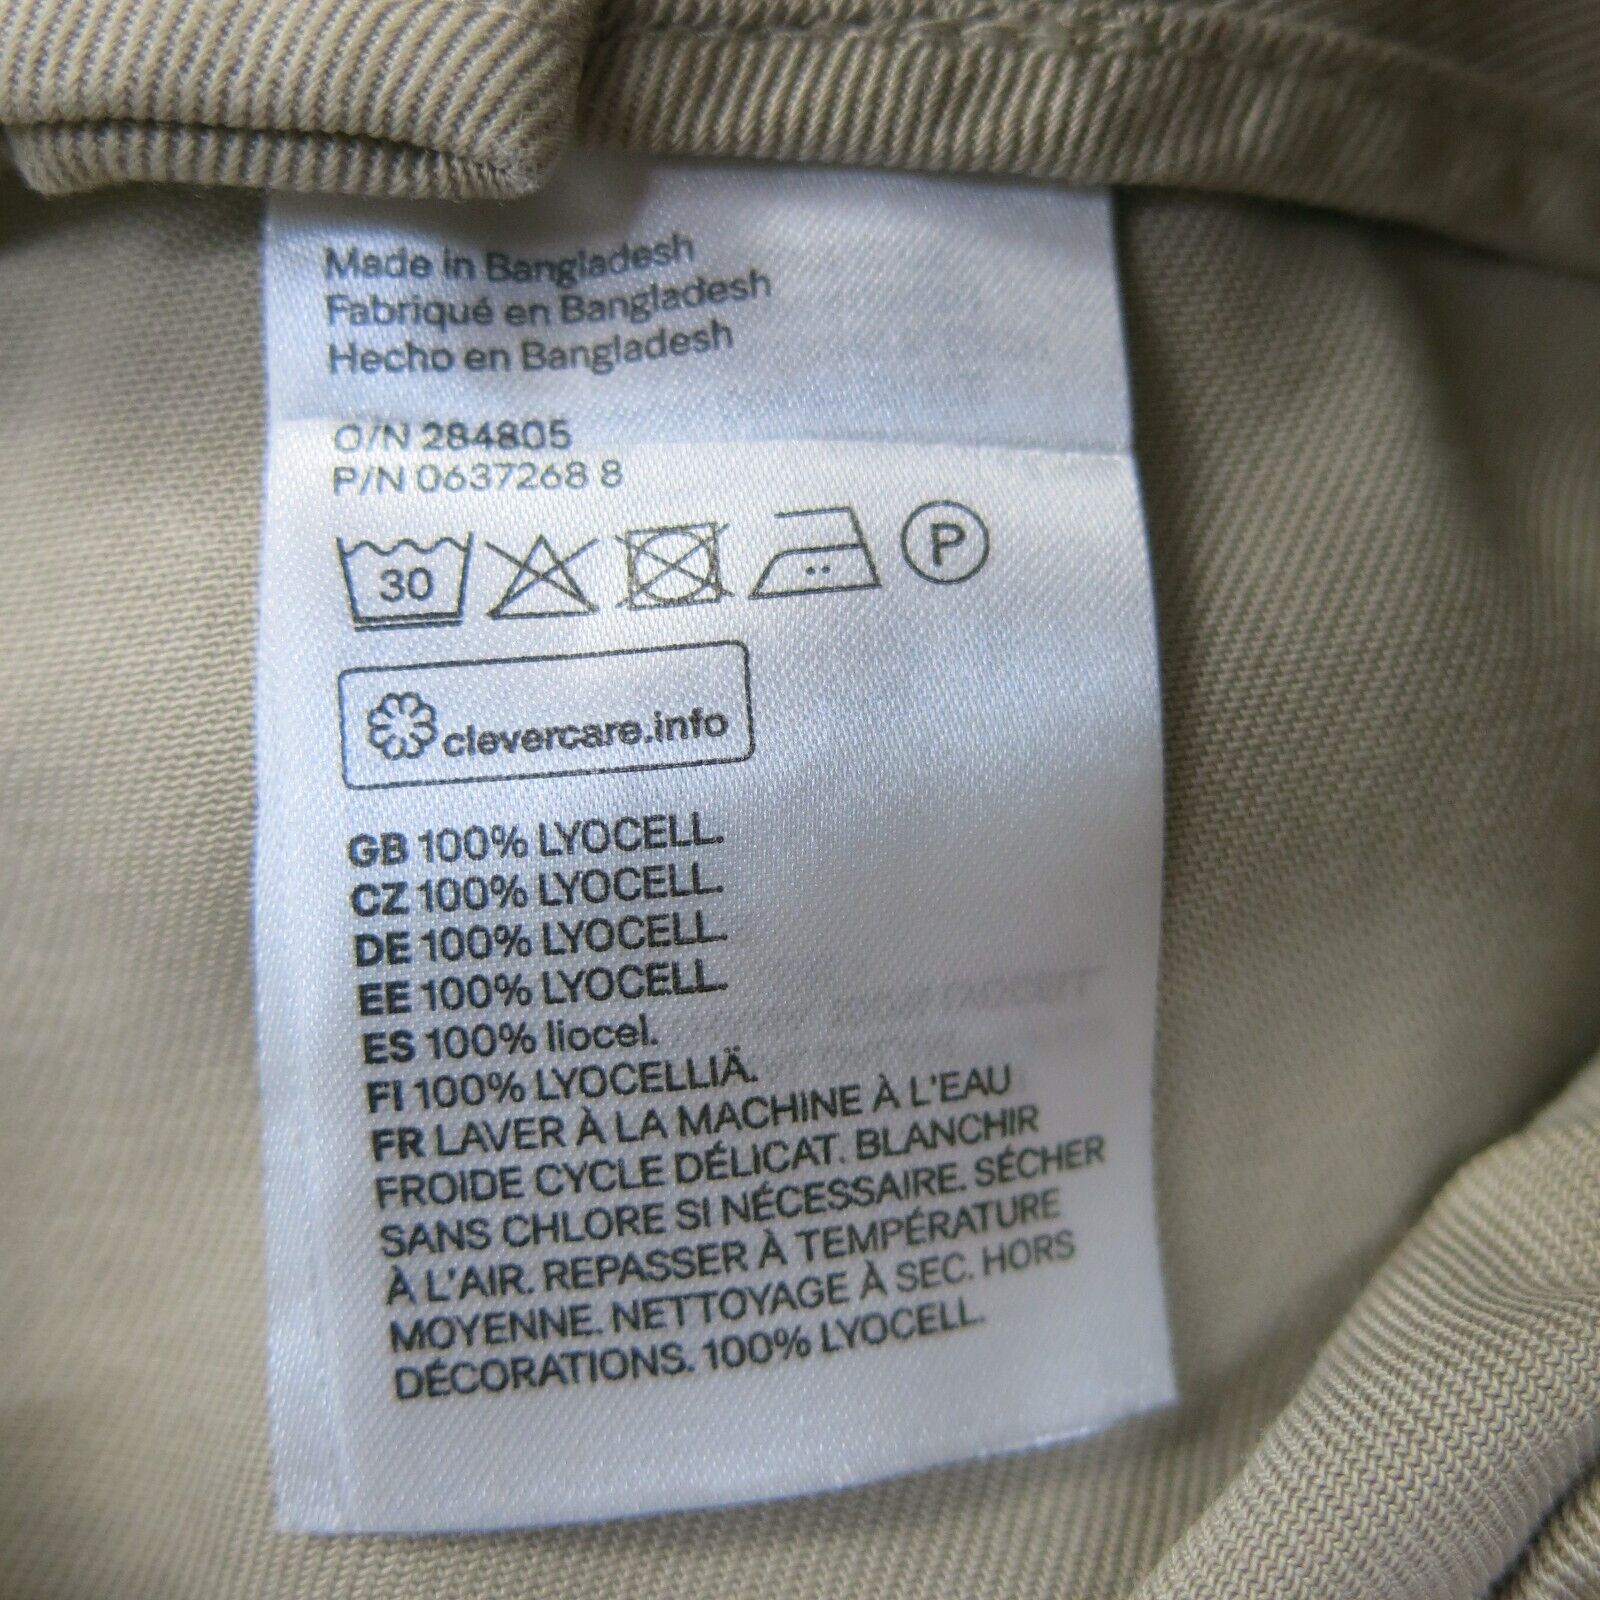 Made in Bangladesh
Fabriqué en Bangladesh
Hecho en Bangladesh
O/N 284805
P/N 0637268 8
30
P
clevercare.info
GB 100% LYOCELL.
CZ 100% LYOCELL.
DE 100% LYOCELL.
EE 100% LYOCELL.
ES 100% liocel.
FI 100% LYOCELLIÄ.
FR LAVER À LA MACHINE À L'EAU
FROIDE CYCLE DÉLICAT. BLANCHIR
SANS CHLORE SI NÉCESSAIRE. SÉCHER
À L'AIR. REPASSER À TEMPÉRATURE
MOYENNE. NETTOYAGE À SEC. HORS
DÉCORATIONS. 100% LYOCELL.